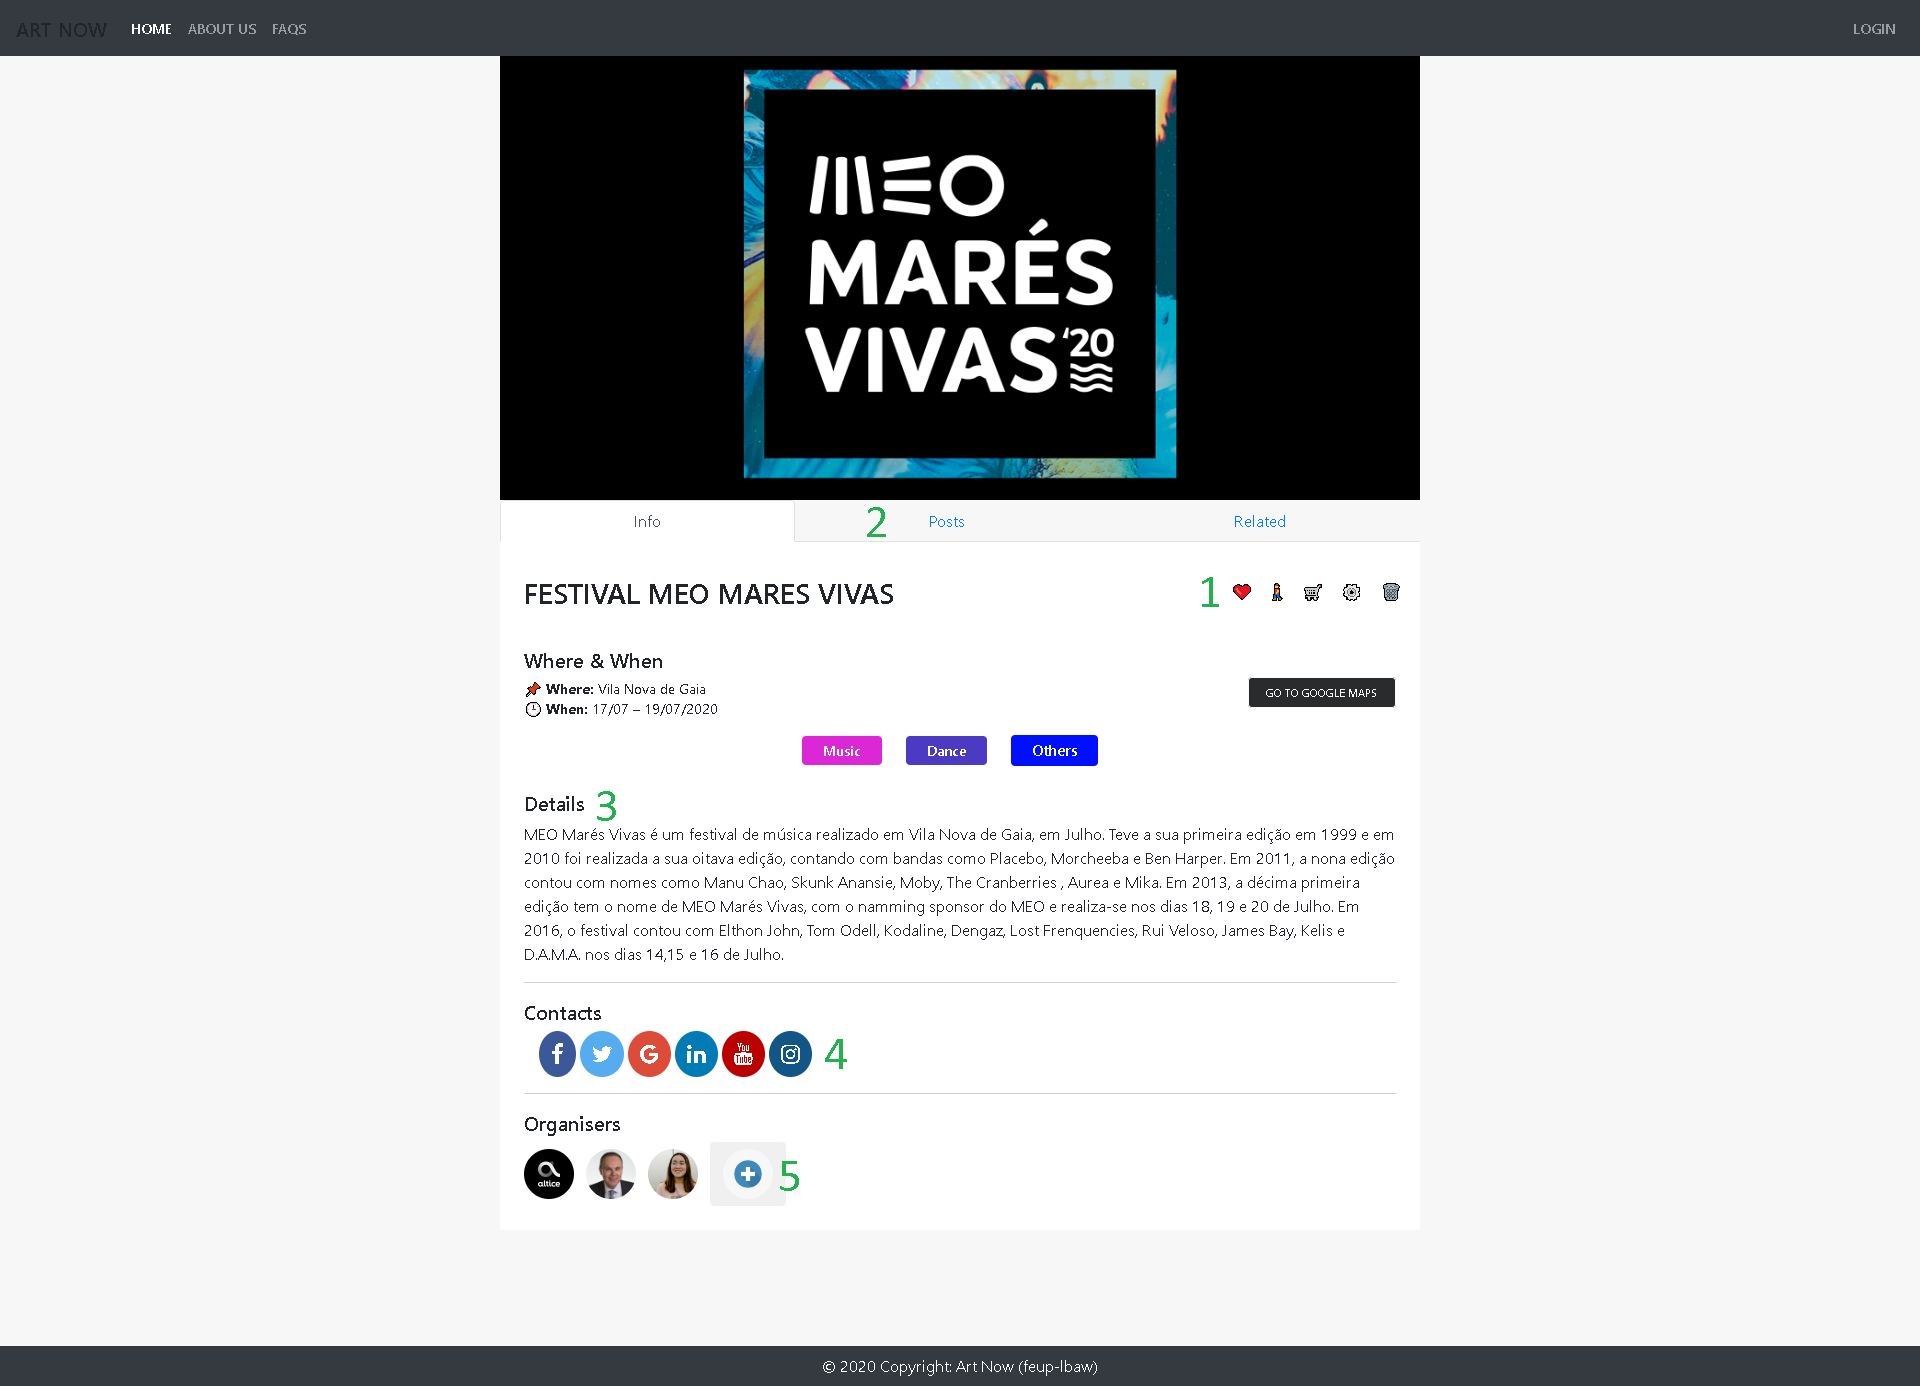 ART NOW HOME ABOUT US FAQS LOGIN
MEO
MARÉS
VIVAS '20
Info 2 Posts Related
FESTIVAL MEO MARES VIVAS 1
Where & When
Where: Vila Nova de Gaia
When: 17/07 – 19/07/2020
GO TO GOOGLE MAPS
Music Dance Others
Details 3
MEO Marés Vivas é um festival de música realizado em Vila Nova de Gaia, em Julho. Teve a sua primeira edição em 1999 e em
2010 foi realizada a sua oitava edição, contando com bandas como Placebo, Morcheeba e Ben Harper. Em 2011, a nona edição
contou com nomes como Manu Chao, Skunk Anansie, Moby, The Cranberries , Aurea e Mika. Em 2013, a décima primeira
edição tem o nome de MEO Marés Vivas, com o namming sponsor do MEO e realiza-se nos dias 18, 19 e 20 de Julho. Em
2016, o festival contou com Elthon John, Tom Odell, Kodaline, Dengaz, Lost Frenquencies, Rui Veloso, James Bay, Kelis e
D.A.M.A. nos dias 14,15 e 16 de Julho.
Contacts
f G in You Tube 4
Organisers
altice 5
© 2020 Copyright: Art Now (feup-lbaw)